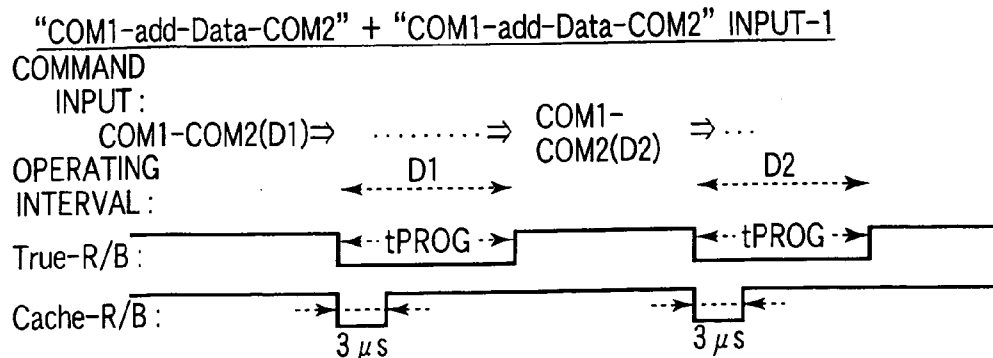 “COM1-add-Data-COM2” + “COM1-add-Data-COM2” INPUT-1
COMMAND
INPUT :
COM1-COM2(D1)⇒ ········ ⇒ COM1-
COM2(D2) ⇒ ···
OPERATING
INTERVAL :
D1 D2
True-R/B : tPROG tPROG
Cache-R/B :
3 μs 3 μs